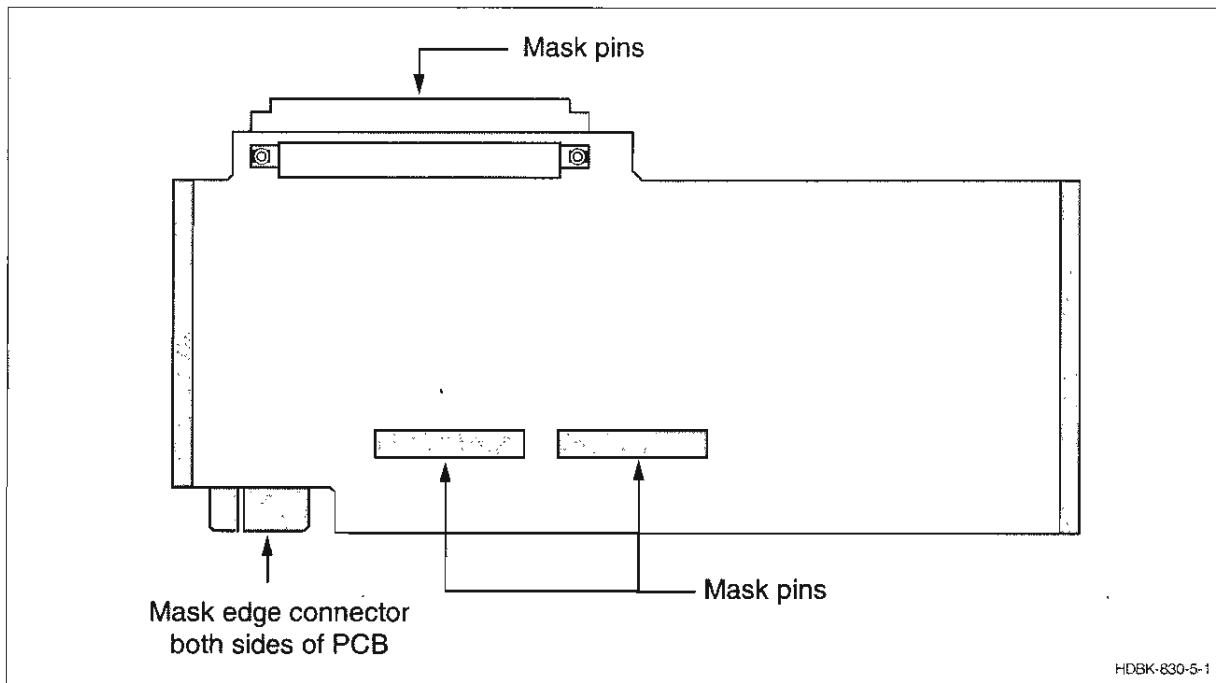 Mask pins
Mask pins
Mask edge connector
both sides of PCB
HDBK-830-5-1